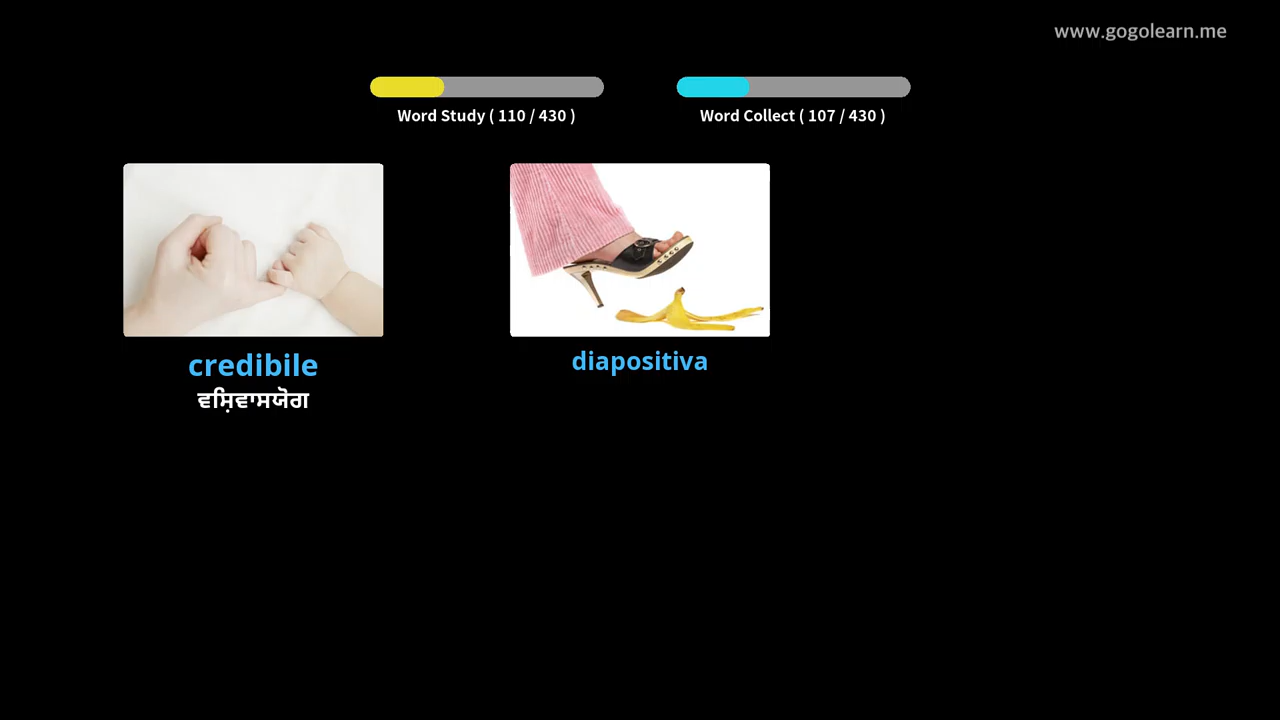 www.gogolearn.me
Word Study ( 110 / 430 )
Word Collect ( 107 / 430 )
credibile
ਵਸ਼ਿਵਾਸਯੋਗ
diapositiva